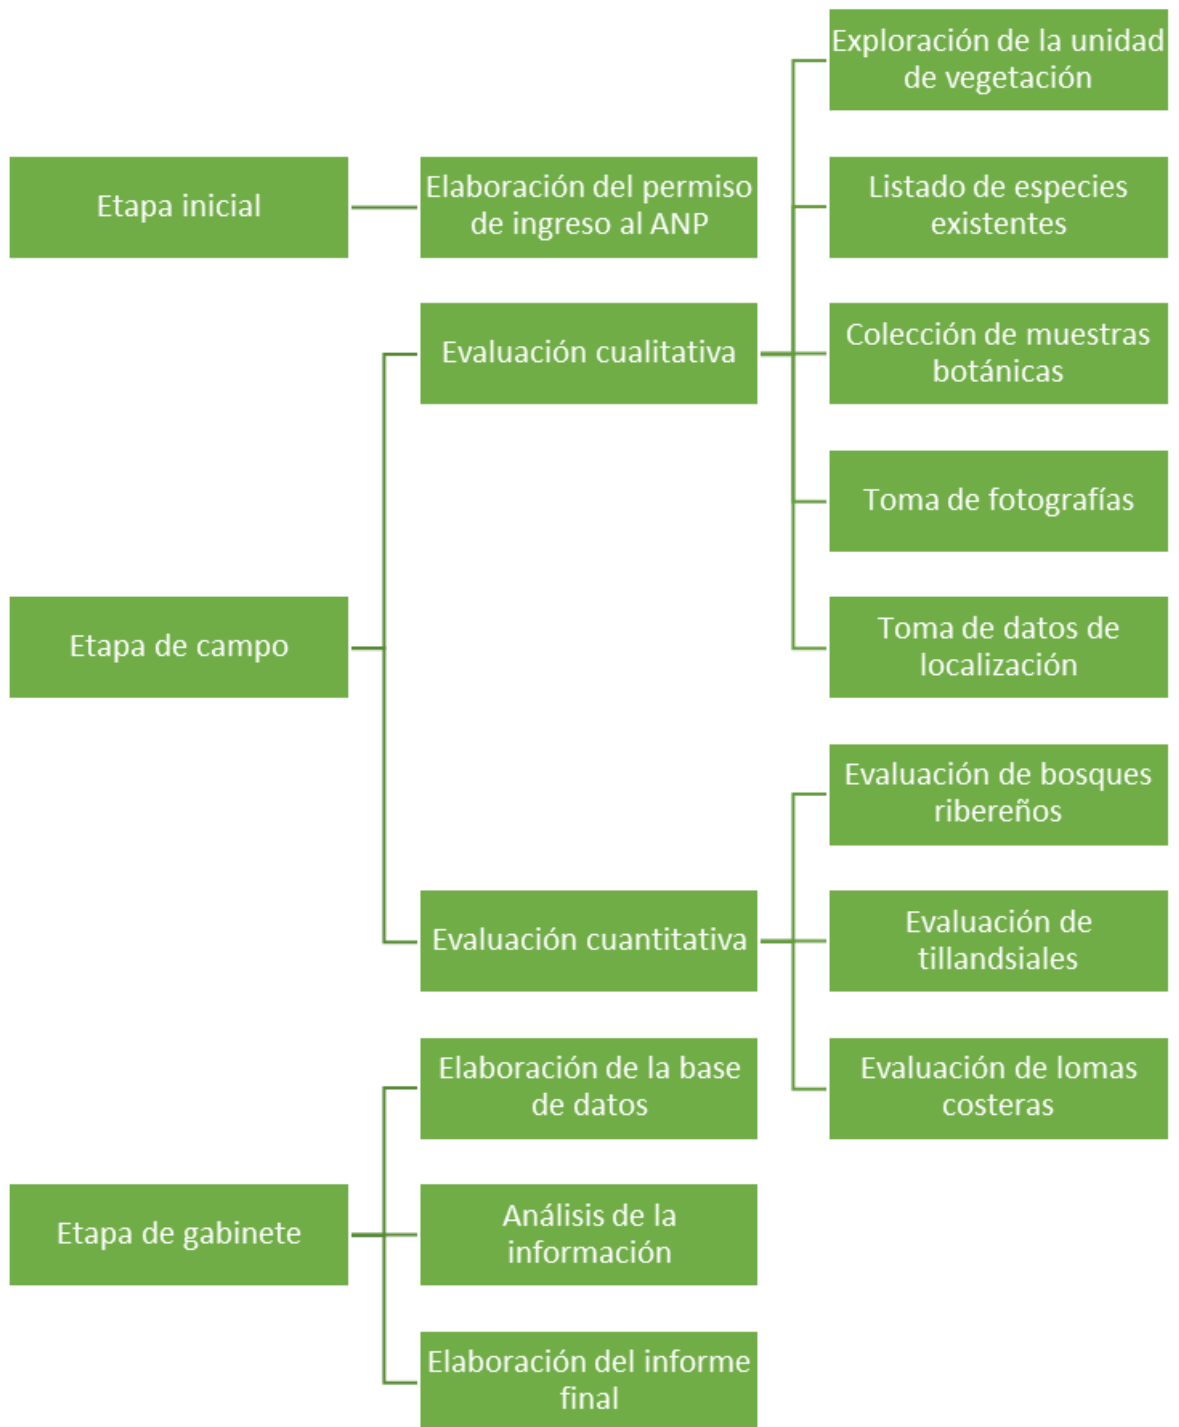 Etapa inicial
Elaboración del permiso
de ingreso al ANP
Etapa de campo
Evaluación cualitativa
Exploración de la unidad
de vegetación
Listado de especies
existentes
Colección de muestras
botánicas
Toma de fotografías
Toma de datos de
localización
Evaluación cuantitativa
Evaluación de bosques
ribereños
Evaluación de
tillandsiales
Evaluación de lomas
costeras
Etapa de gabinete
Elaboración de la base
de datos
Análisis de la
información
Elaboración del informe
final